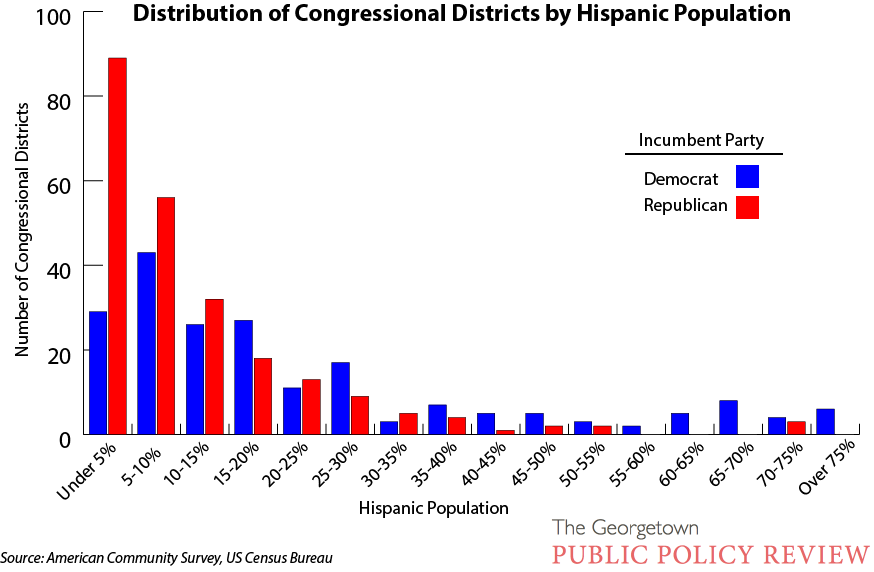 Distribution of Congressional Districts by Hispanic Population
100
80
60
40
20
0
Number of Congressional Districts
Incumbent Party
Democrat
Republican
Under 5%
5-10%
10-15%
15-20%
20-25%
25-30%
30-35%
35-40%
40-45%
45-50%
50-55%
55-60%
60-65%
65-70%
70-75%
Over 75%
Hispanic Population
The Georgetown
PUBLIC POLICY REVIEW
Source: American Community Survey, US Census Bureau